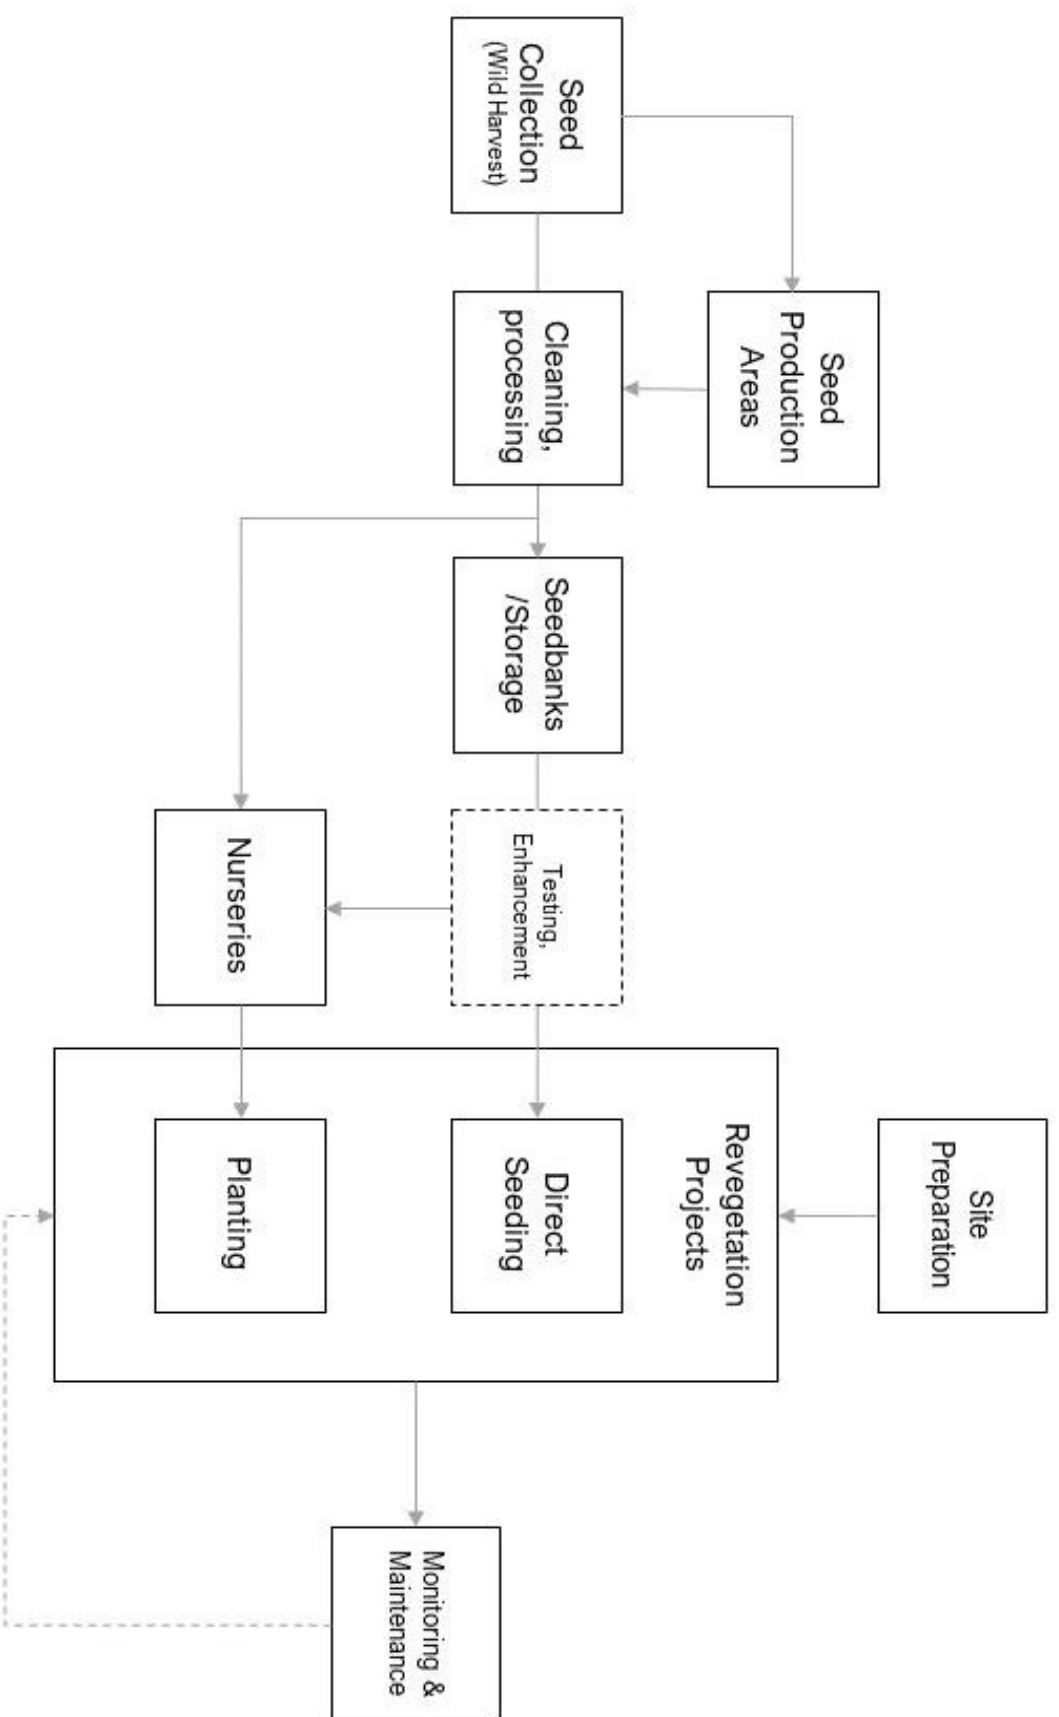 Seed
Collection
(Wild Harvest)
Seed
Production
Areas
Cleaning,
processing
Seedbanks
/Storage
Testing,
Enhancement
Nurseries
Site
Preparation
Revegetation
Projects
Direct
Seeding
Planting
Monitoring &
Maintenance